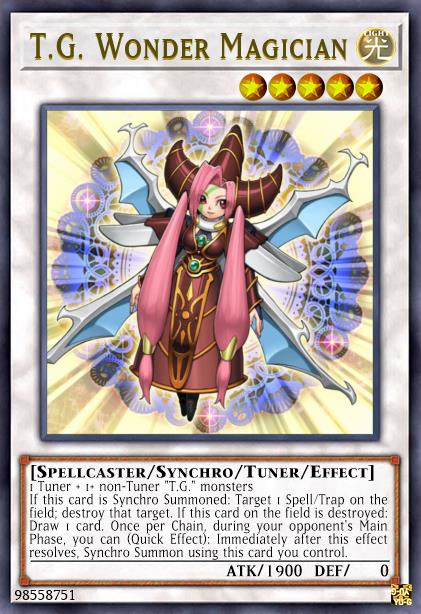 T.G. WONDER MAGICIAN
LIGHT
光
[SPELLCASTER/SYNCHRO/TUNER/EFFECT]
1 Tuner + 1+ non-Tuner "T.G." monsters
If this card is Synchro Summoned: Target 1 Spell/Trap on the
field; destroy that target. If this card on the field is destroyed:
Draw 1 card. Once per Chain, during your opponent's Main
Phase, you can (Quick Effect): Immediately after this effect
resolves, Synchro Summon using this card you control.
ATK/1900 DEF/ 0
98558751